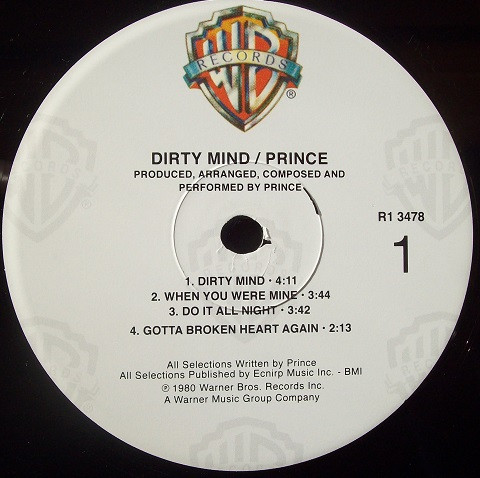 WB
RECORDS
®
DIRTY MIND / PRINCE
PRODUCED, ARRANGED, COMPOSED AND
PERFORMED BY PRINCE
R1 3478
1
1. DIRTY MIND · 4:11
2. WHEN YOU WERE MINE · 3:44
3. DO IT ALL NIGHT · 3:42
4. GOTTA BROKEN HEART AGAIN · 2:13
All Selections Written by Prince
All Selections Published by Ecnirp Music Inc. - BMI
℗ 1980 Warner Bros. Records Inc.
A Warner Music Group Company